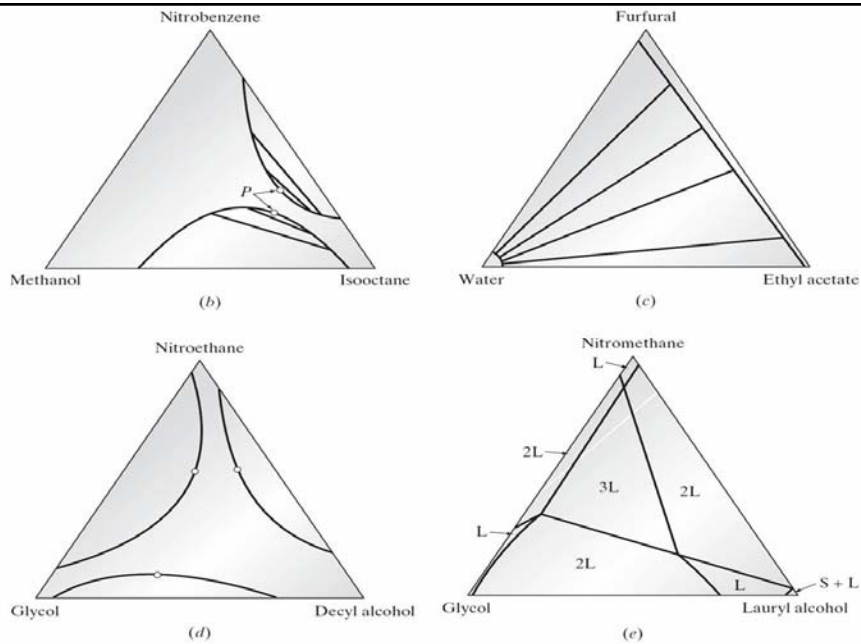 Nitrobenzene
P
Methanol
Isooctane
(b)
Furfural
Water
Ethyl acetate
(c)
Nitroethane
Glycol
Decyl alcohol
(d)
Nitromethane
L
2L
3L
2L
L
2L
L
S + L
Glycol
Lauryl alcohol
(e)